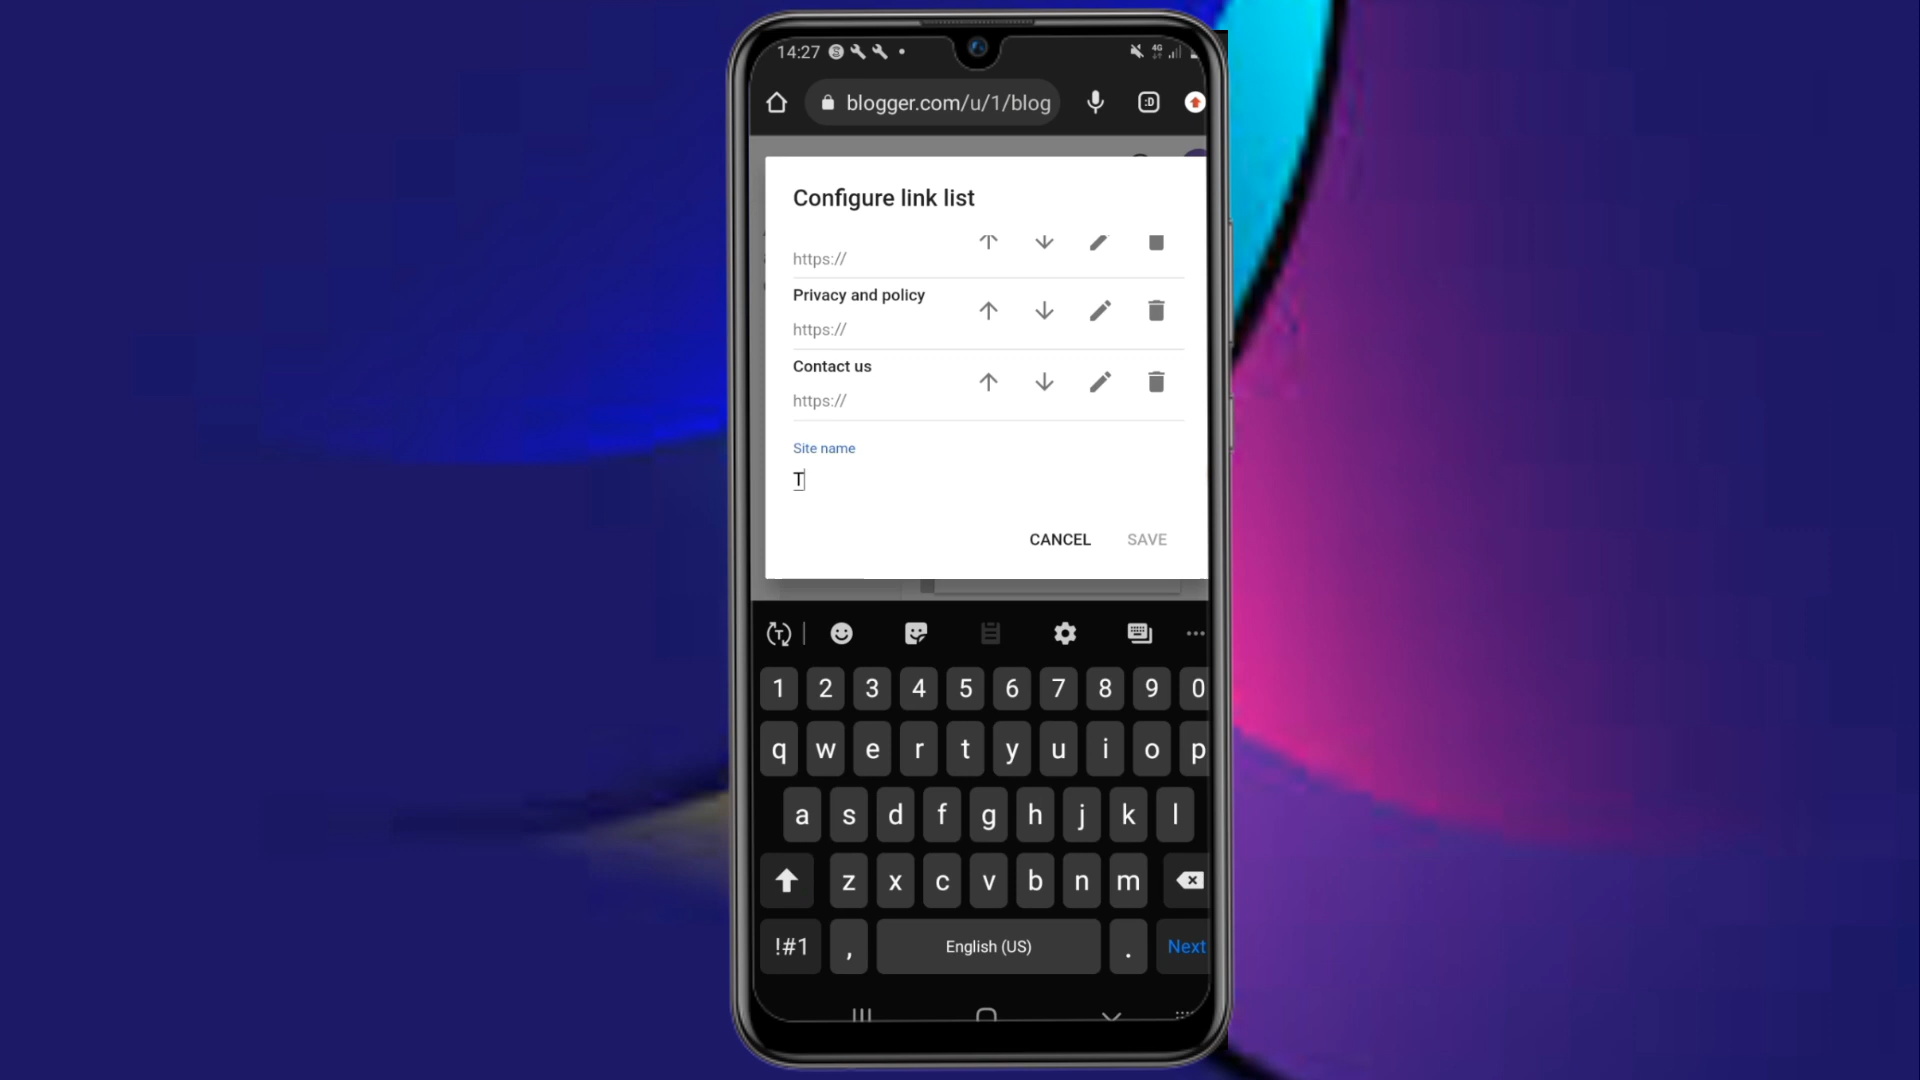 14:27
4G
blogger.com/u/1/blog
:D
Configure link list
https://
Privacy and policy
https://
Contact us
https://
Site name
T
CANCEL SAVE
T
1 2 3 4 5 6 7 8 9 0
q w e r t y u i o p
a s d f g h j k l
z x c v b n m
!#1 , English (US) . Next